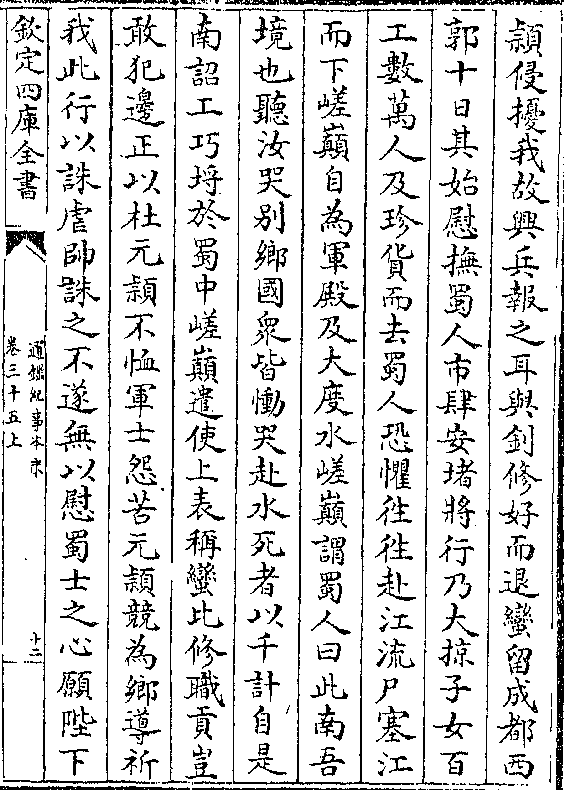 頴侵擾我故興兵報之耳與釗修好而退蠻留成都西
郭十日其始慰撫蜀人市肆安堵將行乃大掠子女百
工數萬人及珍貨而去蜀人恐懼往往赴江流尸塞江
而下嵯巔自為軍殿及大度水嵯巔謂蜀人曰此南吾
境也聽汝哭别鄉國衆皆慟哭赴水死者以千計自是
南詔工巧埒於蜀中嵯巔遣使上表稱蠻比修職貢豈
敢犯邊正以杜元頴不恤軍士怨苦元頴競為鄉導祈
我此行以誅虐帥誅之不遂無以慰蜀士之心願陛下
欽定四庫全書
通鑑紀事本末
卷三十五上
十二